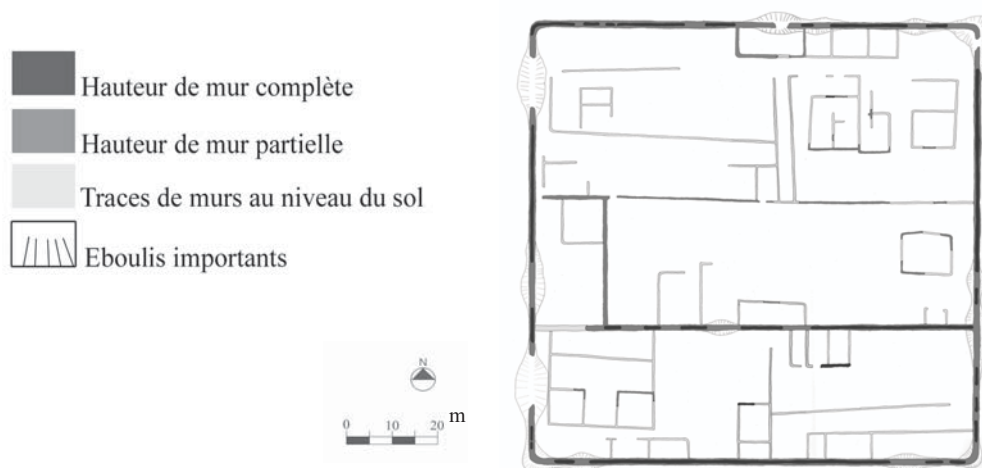 Hauteur de mur complète
Hauteur de mur partielle
Traces de murs au niveau du sol
Eboulis importants
N
0 10 20 m